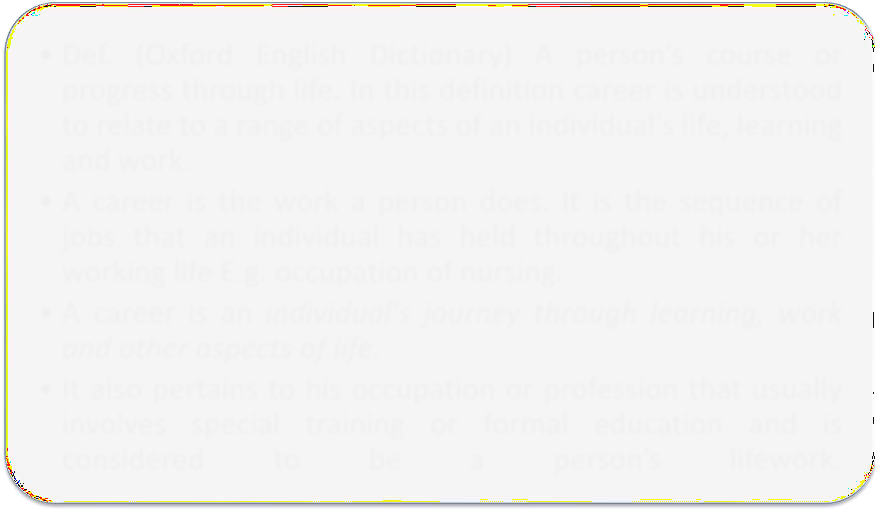 • Def. (Oxford English Dictionary) A person's course or
progress through life. In this definition career is understood
to relate to a range of aspects of an individual's life, learning
and work.
• A career is the work a person does. It is the sequence of
jobs that an individual has held throughout his or her
working life E.g. occupation of nursing.
• A career is an individual's journey through learning, work
and other aspects of life.
• It also pertains to his occupation or profession that usually
involves special training or formal education and is
considered to be a person's lifework.